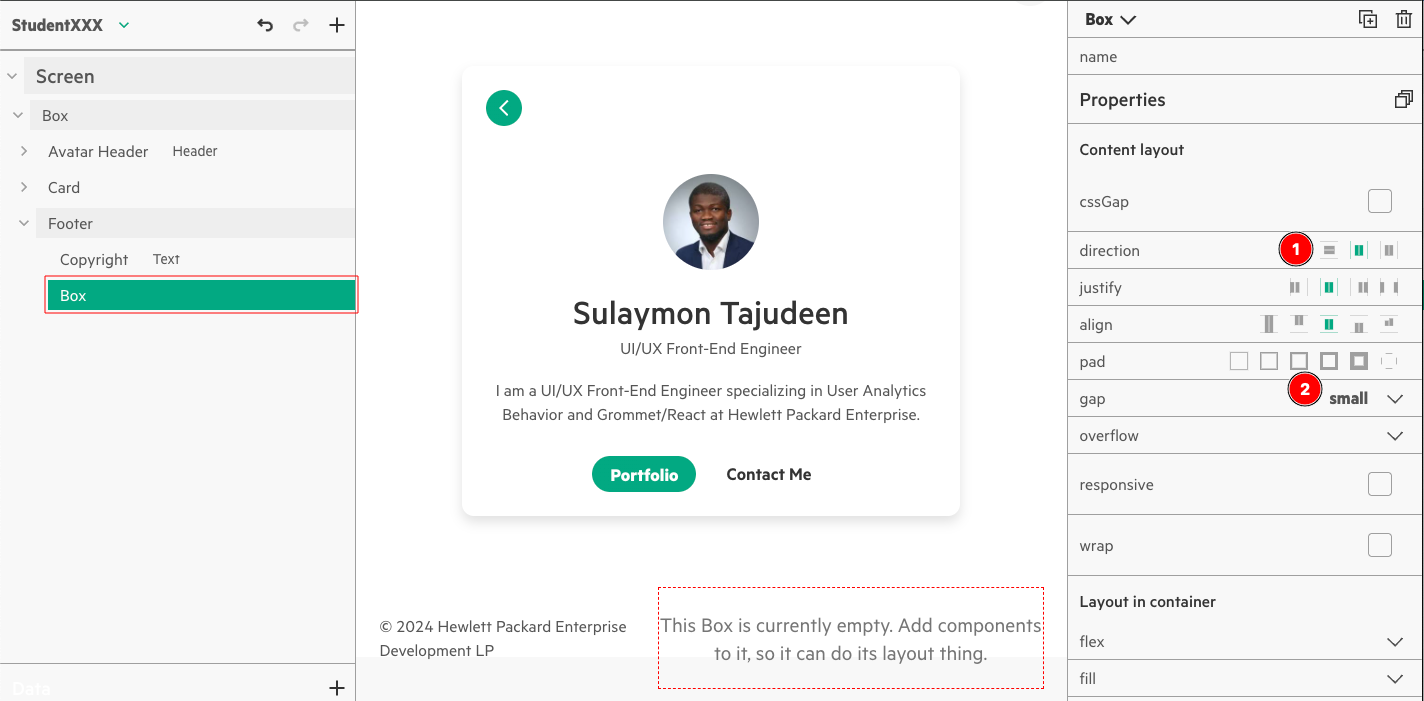 StudentXXX
Screen
Box
Avatar Header Header
Card
Footer
Copyright Text
Box
Data
Sulaymon Tajudeen
UI/UX Front-End Engineer
I am a UI/UX Front-End Engineer specializing in User Analytics
Behavior and Grommet/React at Hewlett Packard Enterprise.
Portfolio Contact Me
© 2024 Hewlett Packard Enterprise
Development LP
This Box is currently empty. Add components
to it, so it can do its layout thing.
Box
name
Properties
Content layout
cssGap
direction 1
justify
align
pad
2
gap small
overflow
responsive
wrap
Layout in container
flex
fill